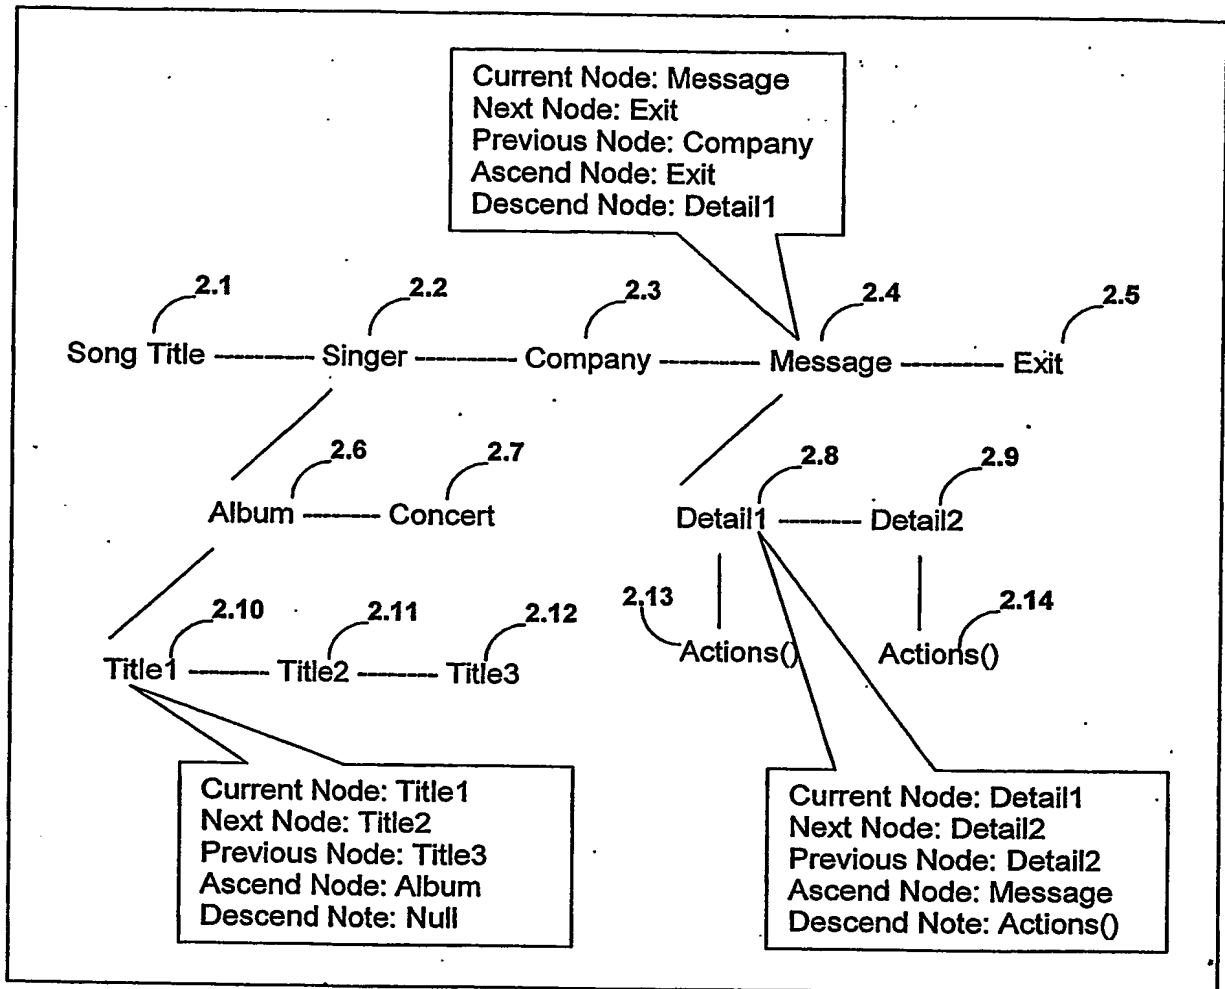 Current Node: Message
Next Node: Exit
Previous Node: Company
Ascend Node: Exit
Descend Node: Detail1
2.1 2.2 2.3 2.4 2.5
Song Title Singer Company Message Exit
2.6 2.7 2.8 2.9
Album Concert Detail1 Detail2
2.10 2.11 2.12 2.13 2.14
Title1 Title2 Title3 Actions() Actions()
Current Node: Title1
Next Node: Title2
Previous Node: Title3
Ascend Node: Album
Descend Note: Null
Current Node: Detail1
Next Node: Detail2
Previous Node: Detail2
Ascend Node: Message
Descend Note: Actions()